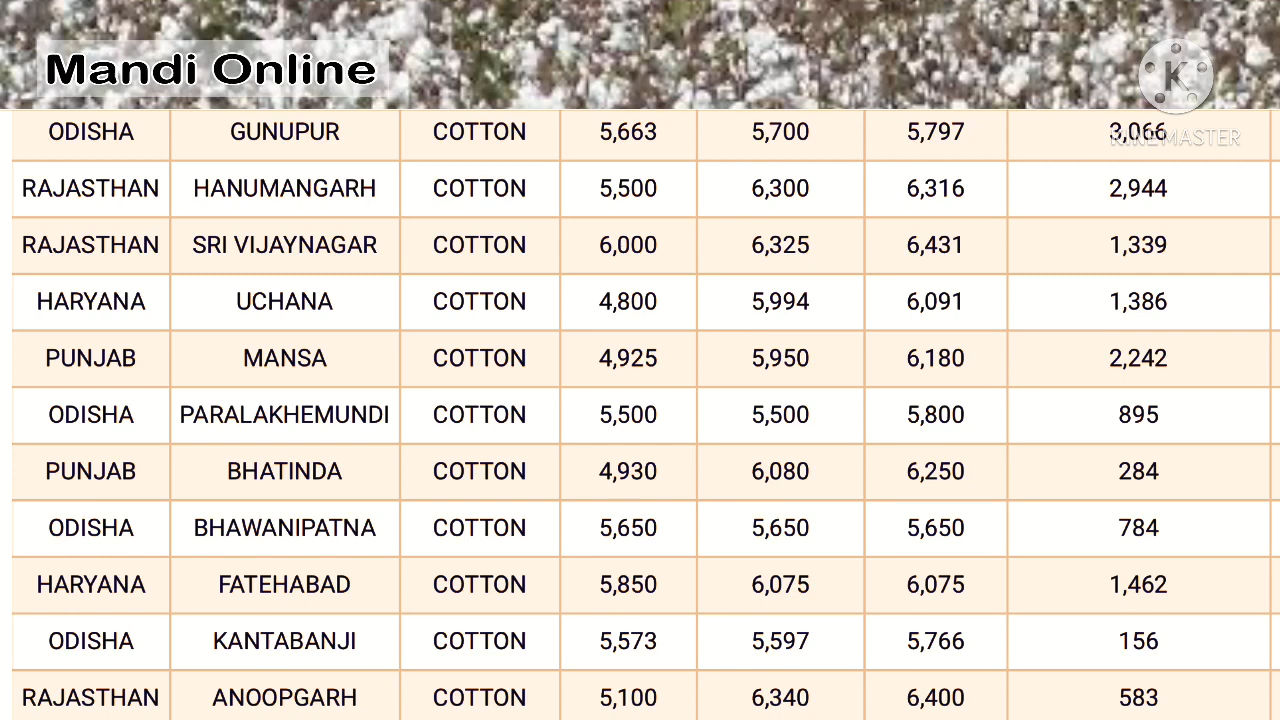 Mandi Online
KINEMASTER
ODISHA GUNUPUR COTTON 5,663 5,700 5,797 3,066
RAJASTHAN HANUMANGARH COTTON 5,500 6,300 6,316 2,944
RAJASTHAN SRI VIJAYNAGAR COTTON 6,000 6,325 6,431 1,339
HARYANA UCHANA COTTON 4,800 5,994 6,091 1,386
PUNJAB MANSA COTTON 4,925 5,950 6,180 2,242
ODISHA PARALAKHEMUNDI COTTON 5,500 5,500 5,800 895
PUNJAB BHATINDA COTTON 4,930 6,080 6,250 284
ODISHA BHAWANIPATNA COTTON 5,650 5,650 5,650 784
HARYANA FATEHABAD COTTON 5,850 6,075 6,075 1,462
ODISHA KANTABANJI COTTON 5,573 5,597 5,766 156
RAJASTHAN ANOOPGARH COTTON 5,100 6,340 6,400 583